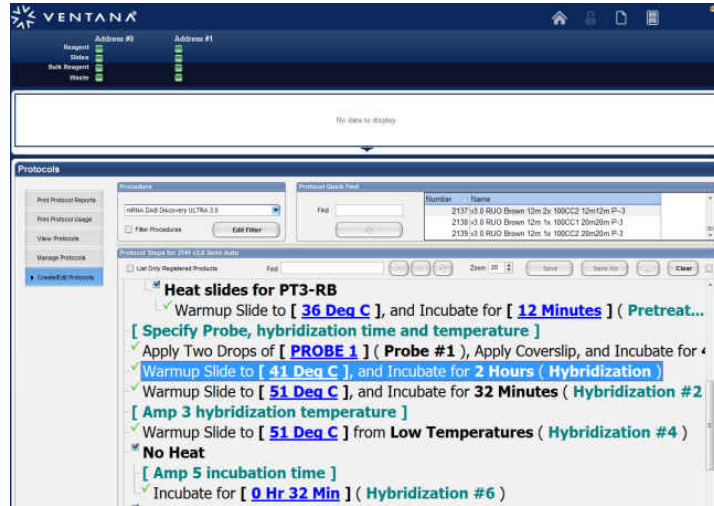 VENTANA
Address #0 Address #1
Reagent
Slides
Bulk Reagent
Waste
No data to display
Protocols
Print Protocol Reports
Print Protocol Usage
View Protocols
Manage Protocols
Create/Edit Protocols
Procedure
mRNA DAB Discovery ULTRA 3.0
Filter Procedures Edit Filter
Protocol Quick Find
Find
Number Name
2137 v3.0 RUO Brown 12m 2x 100CC2 12m12m P-3
2138 v3.0 RUO Brown 12m 1x 100CC1 20m20m P-3
2139 v3.0 RUO Brown 12m 1x 100CC2 20m20m P-3
Protocol Steps for
List Only Registered Products Find Zoom 20 Save Save As Clear
Heat slides for PT3-RB
Warmup Slide to [ 36 Deg C ], and Incubate for [ 12 Minutes ] ( Pretreat...
[ Specify Probe, hybridization time and temperature ]
Apply Two Drops of [ PROBE 1 ] ( Probe #1 ), Apply Coverslip, and Incubate for
Warmup Slide to [ 41 Deg C ], and Incubate for 2 Hours ( Hybridization )
Warmup Slide to [ 51 Deg C ], and Incubate for 32 Minutes ( Hybridization #2
[ Amp 3 hybridization temperature ]
Warmup Slide to [ 51 Deg C ] from Low Temperatures ( Hybridization #4 )
No Heat
[ Amp 5 incubation time ]
Incubate for [ 0 Hr 32 Min ] ( Hybridization #6 )